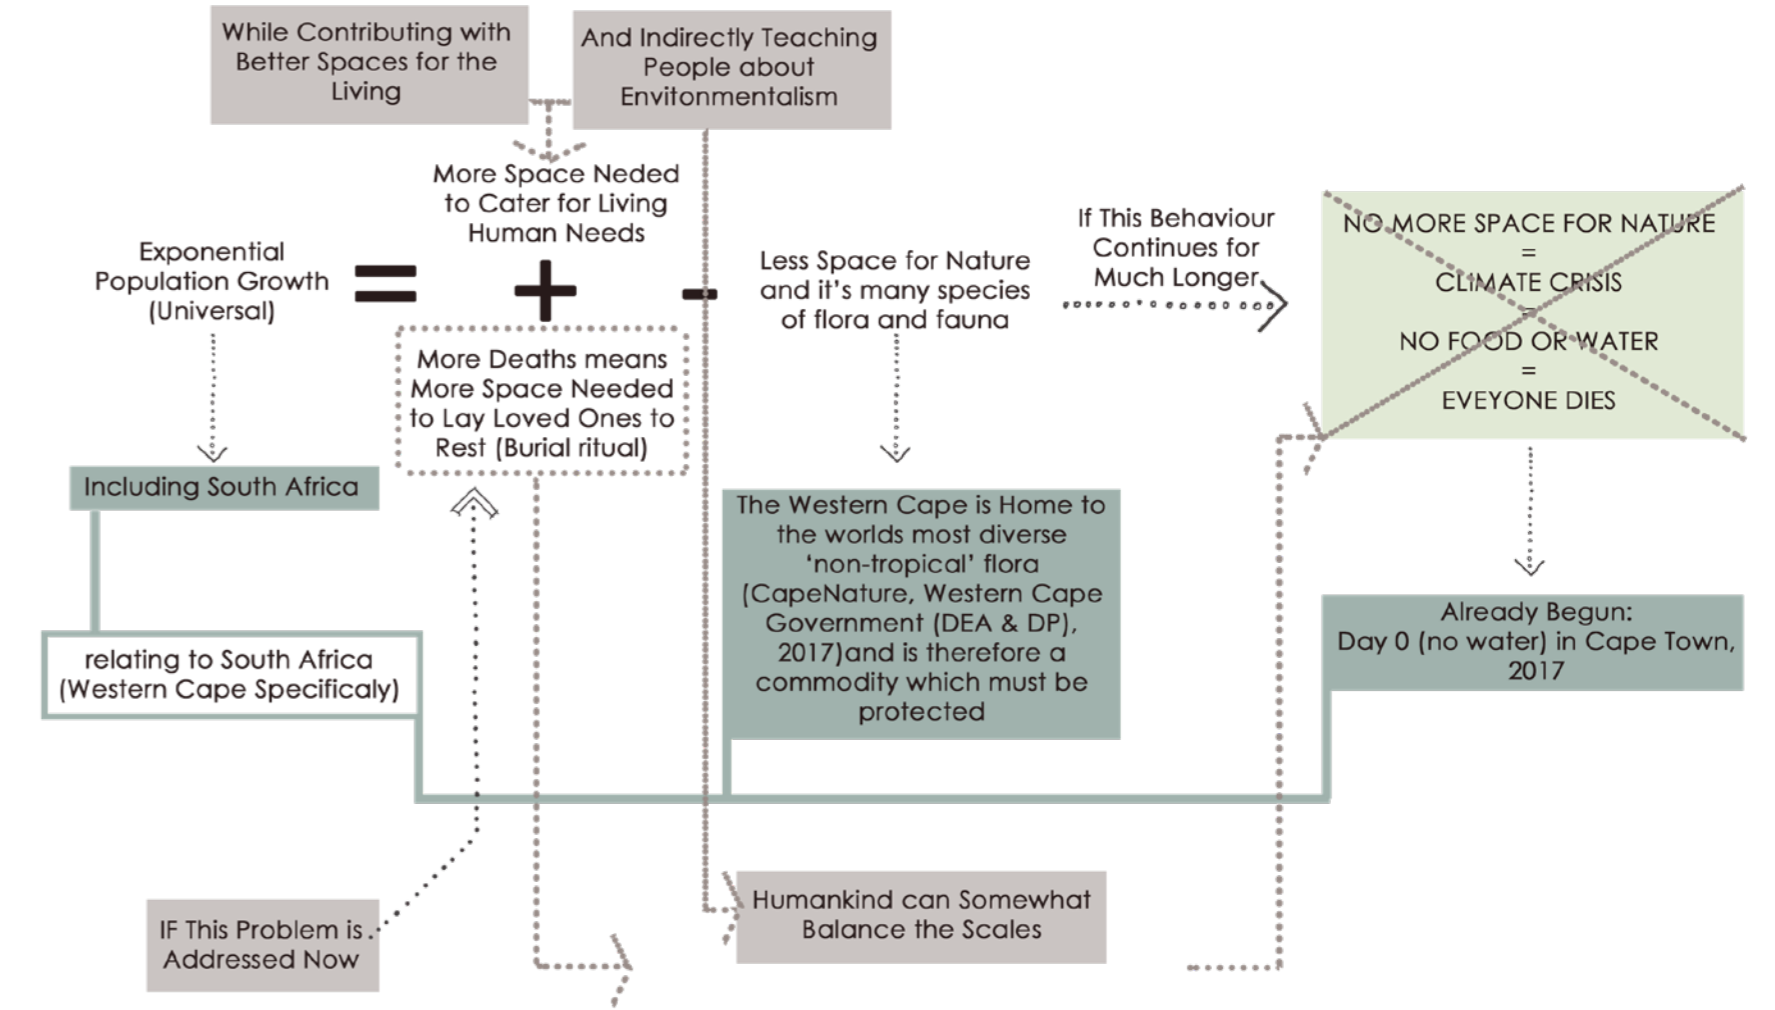 While Contributing with
Better Spaces for the
Living
And Indirectly Teaching
People about
Envitonmentalism
More Space Neded
to Cater for Living
Human Needs
Exponential
Population Growth
(Universal)
=
+
-
Less Space for Nature
and it's many species
of flora and fauna
If This Behaviour
Continues for
Much Longer
NO MORE SPACE FOR NATURE
=
CLIMATE CRISIS
=
NO FOOD OR WATER
=
EVEYONE DIES
More Deaths means
More Space Needed
to Lay Loved Ones to
Rest (Burial ritual)
Including South Africa
The Western Cape is Home to
the worlds most diverse
‘non-tropical’ flora
(CapeNature, Western Cape
Government (DEA & DP),
2017)and is therefore a
commodity which must be
protected
Already Begun:
Day 0 (no water) in Cape Town,
2017
relating to South Africa
(Western Cape Specificaly)
IF This Problem is
Addressed Now
Humankind can Somewhat
Balance the Scales